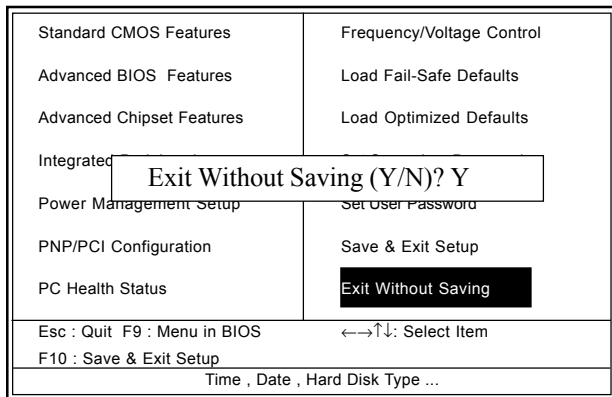 Standard CMOS Features
Advanced BIOS Features
Advanced Chipset Features
Integrated
Power Management Setup
PNP/PCI Configuration
PC Health Status
Frequency/Voltage Control
Load Fail-Safe Defaults
Load Optimized Defaults
Set User Password
Save & Exit Setup
Exit Without Saving
Exit Without Saving (Y/N)? Y
Esc : Quit F9 : Menu in BIOS ←→↑↓: Select Item
F10 : Save & Exit Setup
Time , Date , Hard Disk Type ...